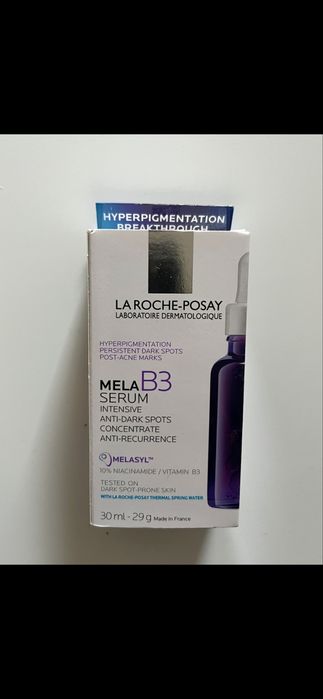 HYPERPIGMENTATION
BREAKTHROUGH
LA ROCHE-POSAY
LABORATOIRE DERMATOLOGIQUE
HYPERPIGMENTATION
PERSISTENT DARK SPOTS
POST-ACNE MARKS
MELA B3
SERUM
INTENSIVE
ANTI-DARK SPOTS
CONCENTRATE
ANTI-RECURRENCE
MELASYL™
10% NIACINAMIDE / VITAMIN B3
TESTED ON
DARK SPOT-PRONE SKIN
WITH LA ROCHE-POSAY THERMAL SPRING WATER
30 ml - 29 g Made in France